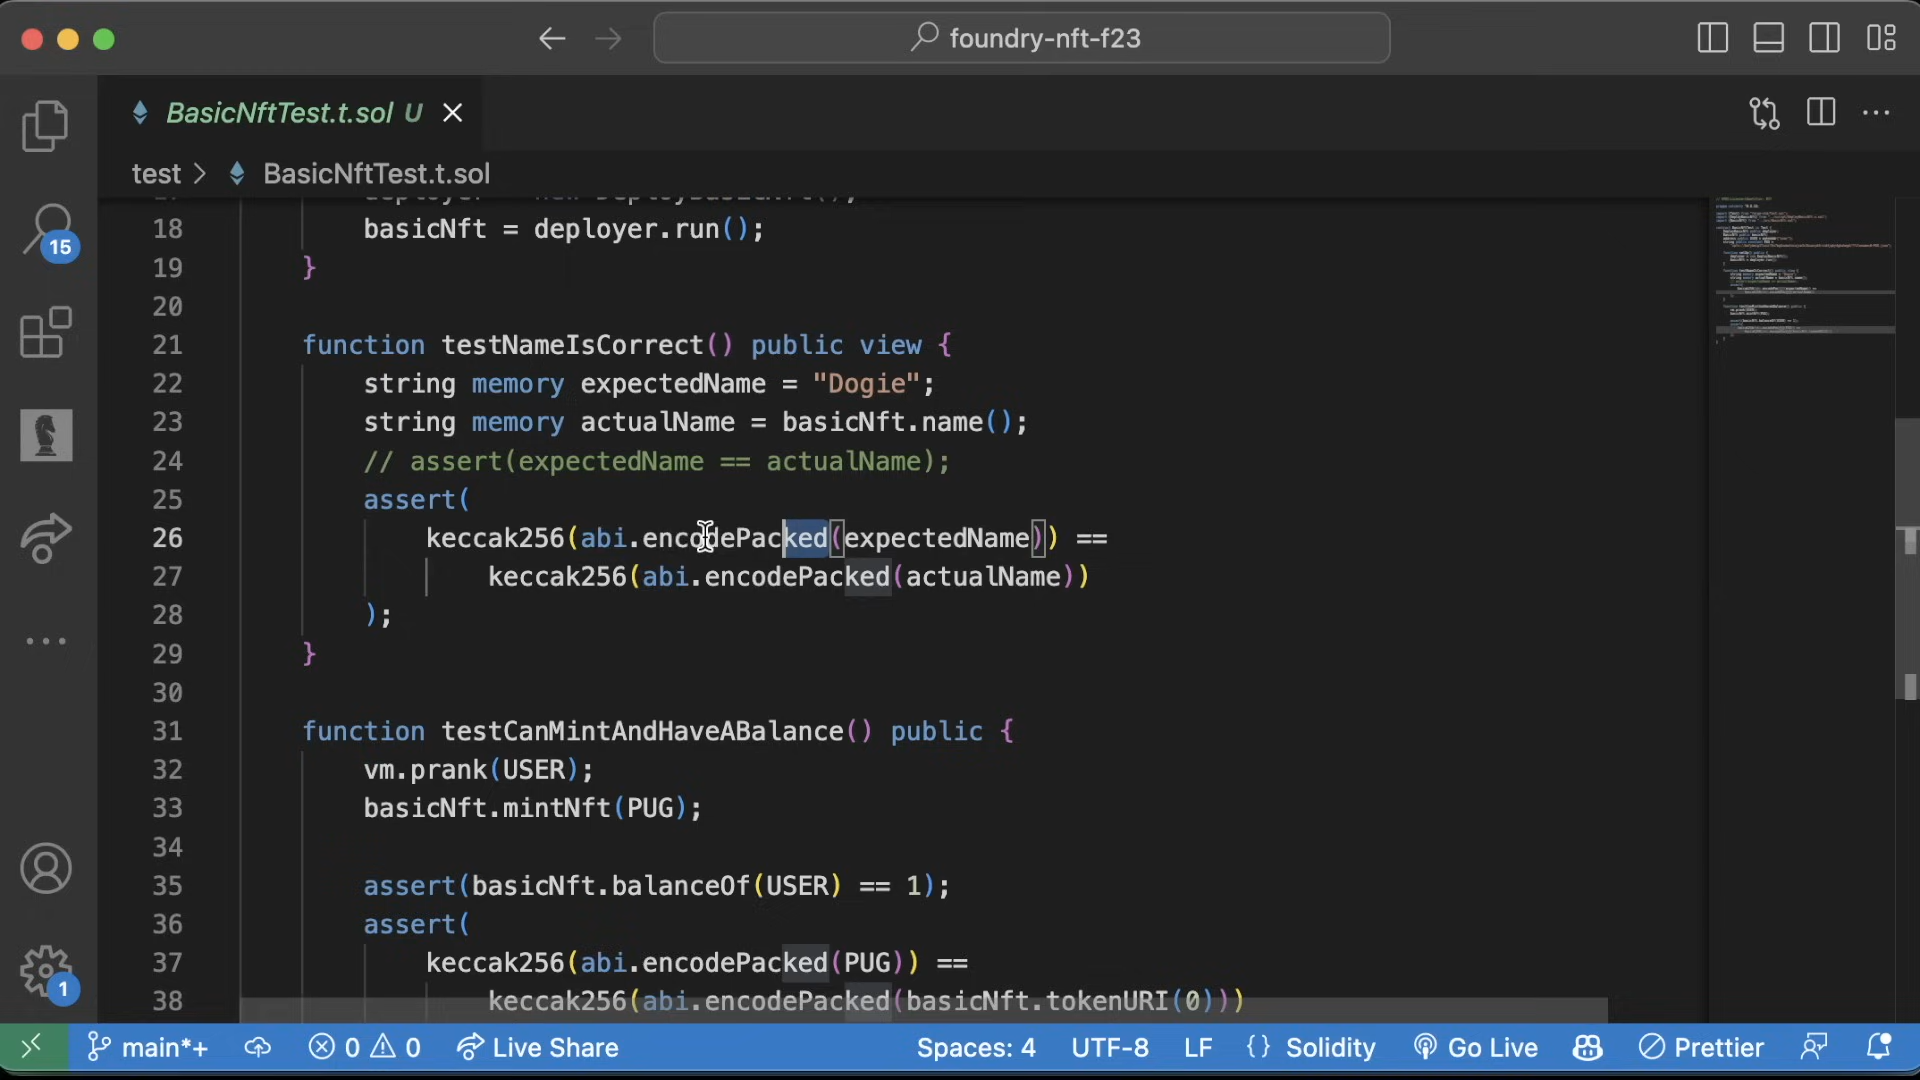 foundry-nft-f23
BasicNftTest.t.sol U
test > BasicNftTest.t.sol
15
18 basicNft = deployer.run();
19 }
20
21 function testNameIsCorrect() public view {
22 string memory expectedName = "Dogie";
23 string memory actualName = basicNft.name();
24 // assert(expectedName == actualName);
25 assert(
26 keccak256(abi.encodePacked(expectedName)) ==
27 keccak256(abi.encodePacked(actualName))
28 );
29 }
30
31 function testCanMintAndHaveABalance() public {
32 vm.prank(USER);
33 basicNft.mintNft(PUG);
34
35 assert(basicNft.balanceOf(USER) == 1);
36 assert(
37 keccak256(abi.encodePacked(PUG)) ==
38 keccak256(abi.encodePacked(basicNft.tokenURI(0)))
1
main*+ 0 0 Live Share Spaces: 4 UTF-8 LF {} Solidity Go Live Prettier